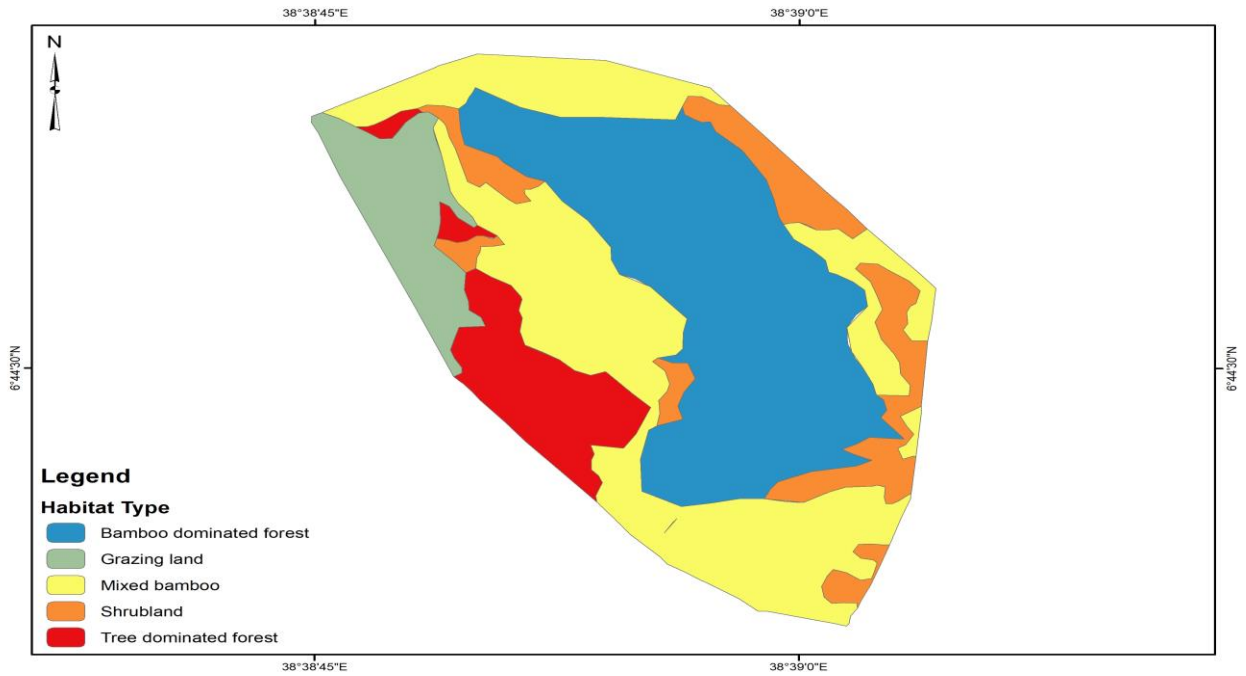 38°38'45"E
38°39'0"E
N
6°44'30"N
6°44'30"N
Legend
Habitat Type
Bamboo dominated forest
Grazing land
Mixed bamboo
Shrubland
Tree dominated forest
38°38'45"E
38°39'0"E